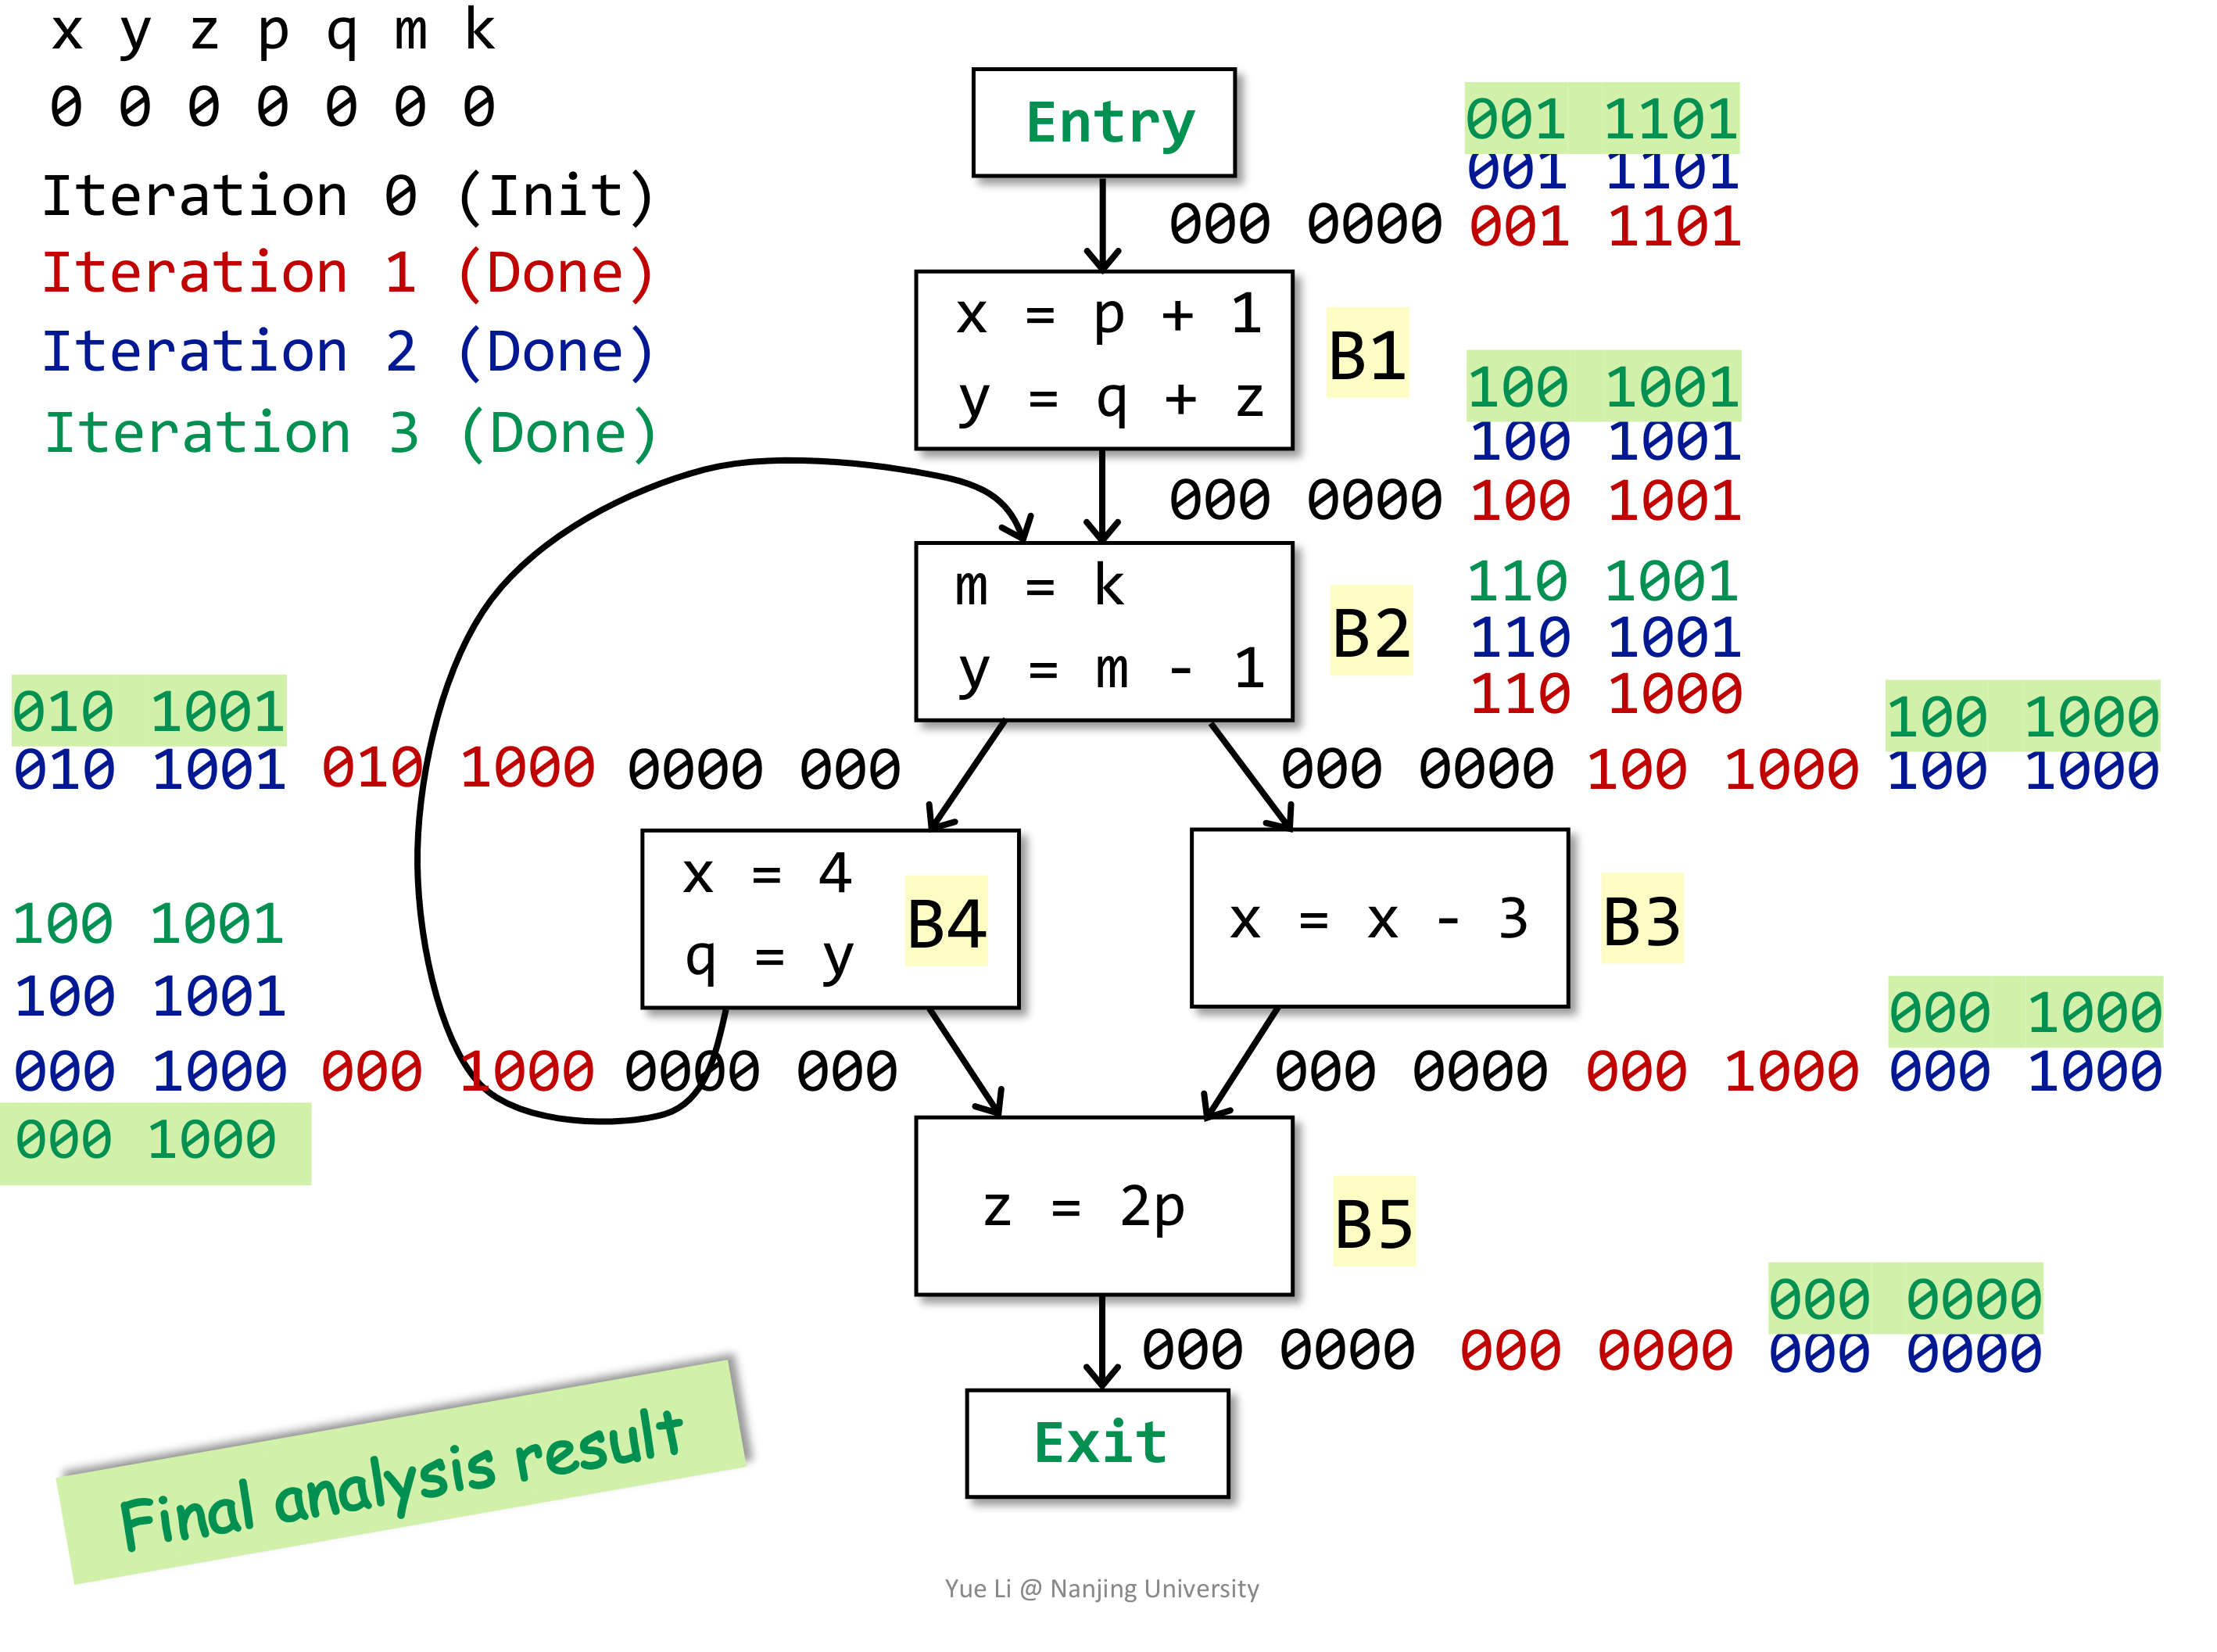 x y z p q m k
0 0 0 0 0 0 0
Iteration 0 (Init)
Iteration 1 (Done)
Iteration 2 (Done)
Iteration 3 (Done)
Entry
001 1101
001 1101
000 0000 001 1101
x = p + 1
y = q + z
B1
100 1001
100 1001
000 0000 100 1001
m = k
y = m - 1
B2
110 1001
110 1001
110 1000
010 1001
010 1001 010 1000 0000 000
100 1000
000 0000 100 1000 100 1000
x = 4
q = y
B4
x = x - 3
B3
100 1001
100 1001
000 1000 000 1000 0000 000
000 1000
000 1000
000 0000 000 1000 000 1000
z = 2p
B5
000 0000
000 0000 000 0000 000 0000
Exit
Final analysis result
Yue Li @ Nanjing University